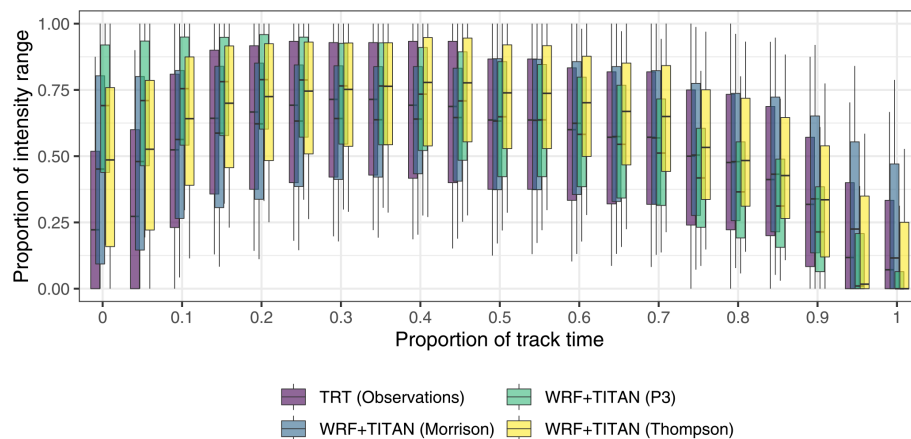 1.00
0.75
0.50
0.25
0.00
Proportion of intensity range
0 0.1 0.2 0.3 0.4 0.5 0.6 0.7 0.8 0.9 1
Proportion of track time
TRT (Observations) WRF+TITAN (P3)
WRF+TITAN (Morrison) WRF+TITAN (Thompson)